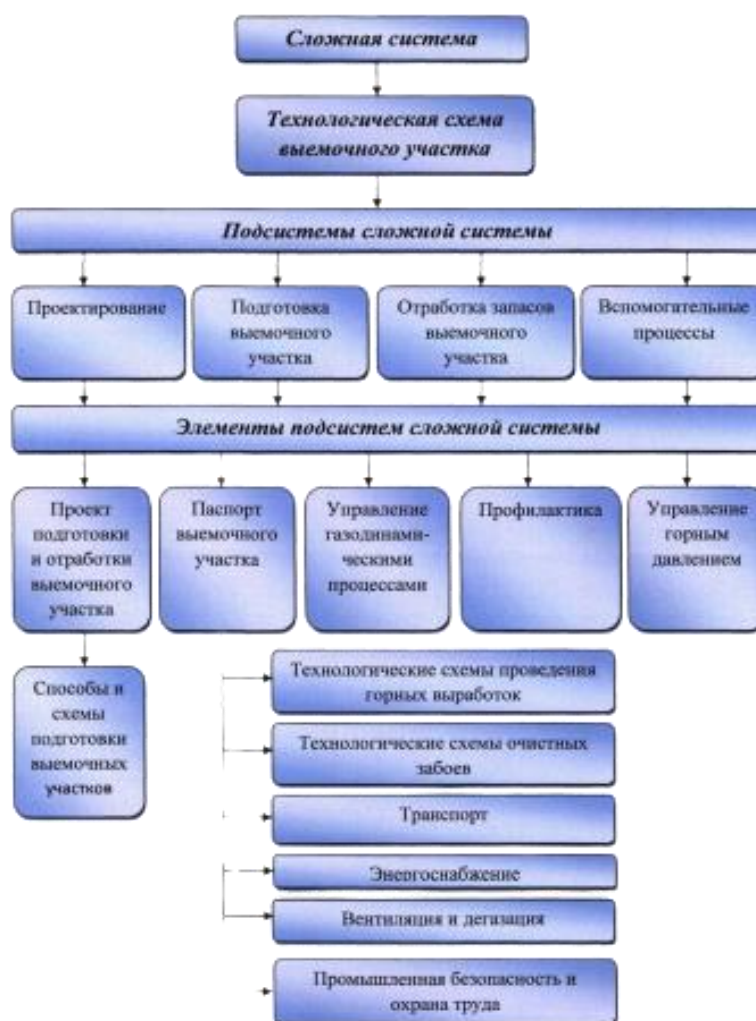 Сложная система
Технологическая схема
выемочного участка
Подсистемы сложной системы
Проектирование
Подготовка
выемочного
участка
Отработка запасов
выемочного
участка
Вспомогательные
процессы
Элементы подсистем сложной системы
Проект
подготовки
и отработки
выемочного
участка
Паспорт
выемочного
участка
Управление
газодинами-
ческими
процессами
Профилактика
Управление
горным
давлением
Способы и
схемы
подготовки
выемочных
участков
Технологические схемы проведения
горных выработок
Технологические схемы очистных
забоев
Транспорт
Энергоснабжение
Вентиляция и дегазация
Промышленная безопасность и
охрана труда